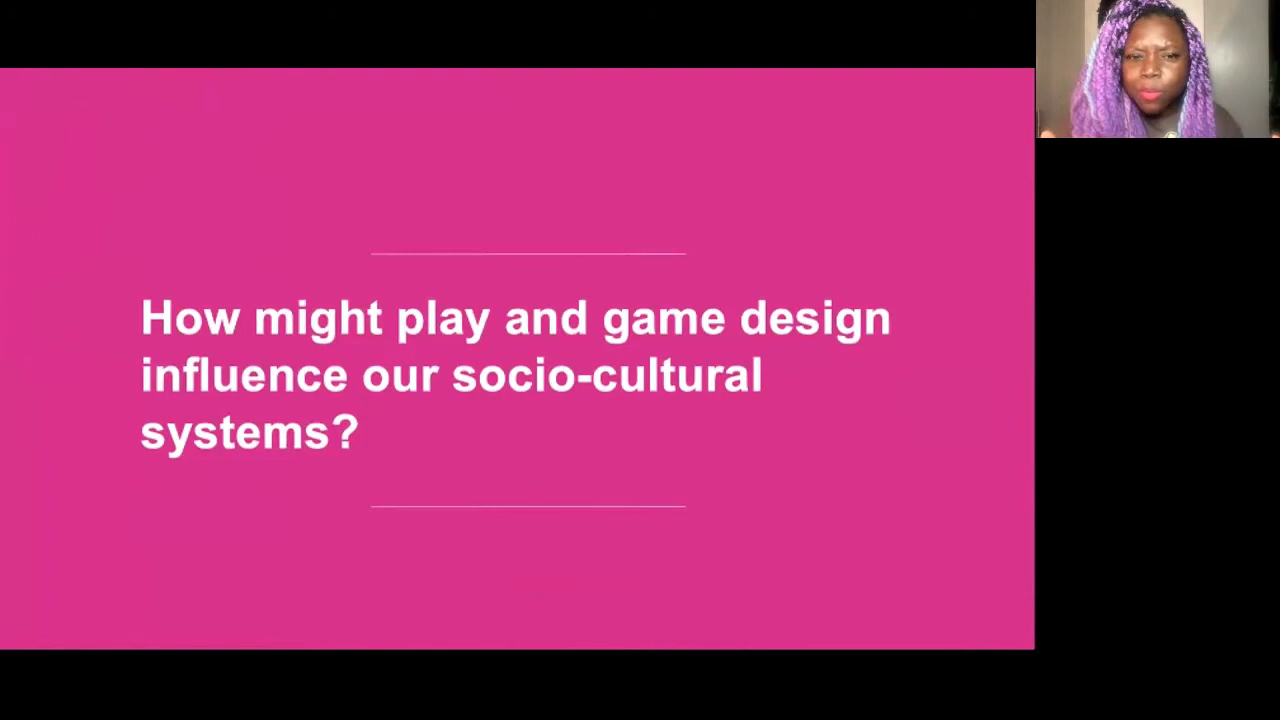 How might play and game design
influence our socio-cultural
systems?